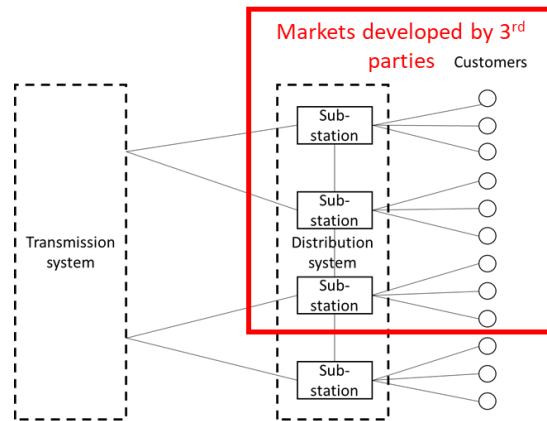 Markets developed by 3rd
parties
Customers
Sub-
station
Sub-
station
Transmission
system
Distribution
system
Sub-
station
Sub-
station